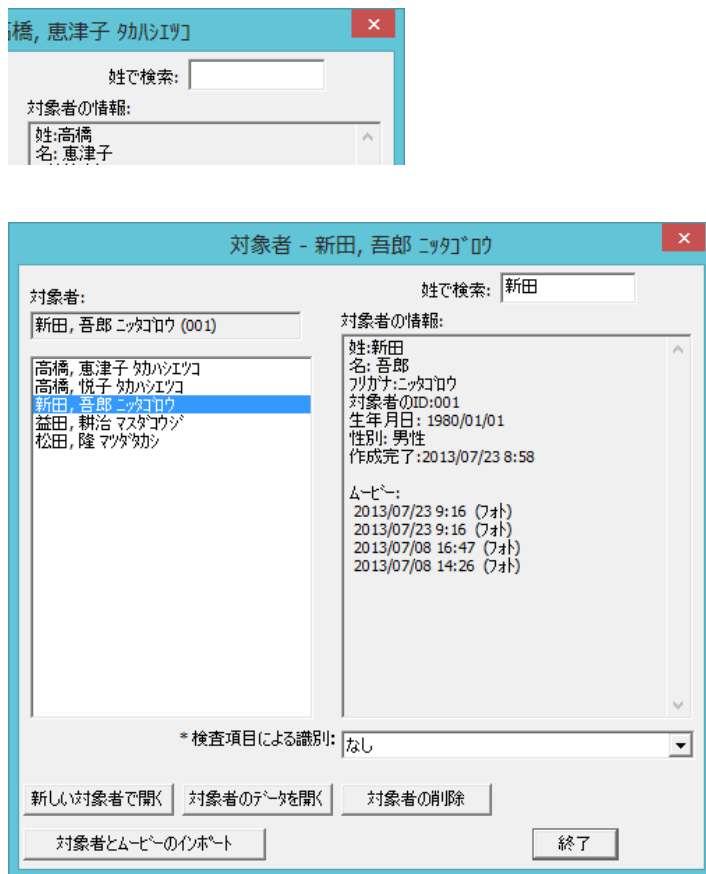 橋, 恵津子 ﾀｶﾊｼｴﾂｺ
姓で検索:
対象者の情報:
姓:高橋
名: 恵津子
対象者 - 新田, 吾郎 ﾆｯﾀｺﾞﾛｳ
対象者:
新田, 吾郎 ﾆｯﾀｺﾞﾛｳ (001)
高橋, 恵津子 ﾀｶﾊｼｴﾂｺ
高橋, 悦子 ﾀｶﾊｼｴﾂｺ
新田, 吾郎 ﾆｯﾀｺﾞﾛｳ
益田, 耕治 ﾏｽﾀﾞｺｳｼﾞ
松田, 隆 ﾏﾂﾀﾞﾀｶｼ
姓で検索: 新田
対象者の情報:
姓:新田
名: 吾郎
ﾌﾘｶﾞﾅ:ﾆｯﾀｺﾞﾛｳ
対象者のID:001
生年月日: 1980/01/01
性別: 男性
作成完了:2013/07/23 8:58
ﾑｰﾋﾞｰ:
2013/07/23 9:16 (ﾌｫﾄ)
2013/07/23 9:16 (ﾌｫﾄ)
2013/07/08 16:47 (ﾌｫﾄ)
2013/07/08 14:26 (ﾌｫﾄ)
* 検査項目による識別: なし
新しい対象者で開く 対象者のﾃﾞｰﾀを開く 対象者の削除
対象者とﾑｰﾋﾞｰのｲﾝﾎﾟｰﾄ 終了